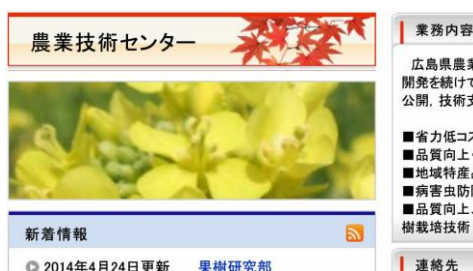 農業技術センター
新着情報
2014年4月24日更新 果樹研究部
業務内容
広島県農
開発を続けて
公開，技術支
■省力低コス
■品質向上・
■地域特産
■病害虫防
■品質向上
樹栽培技術
連絡先